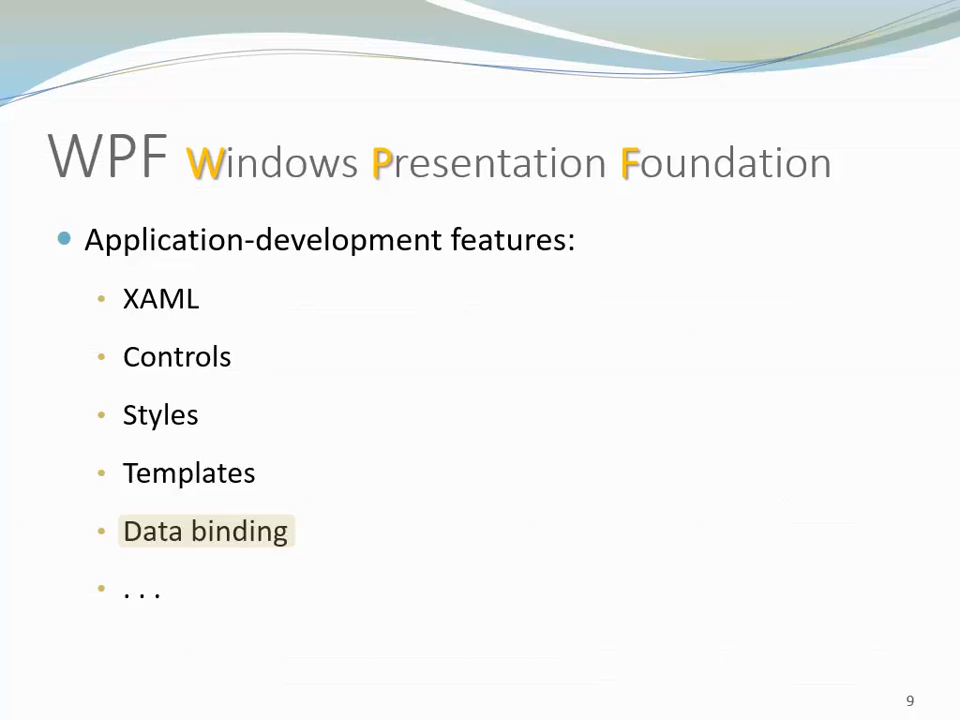 WPF Windows Presentation Foundation
Application-development features:
XAML
Controls
Styles
Templates
Data binding
. . .
9